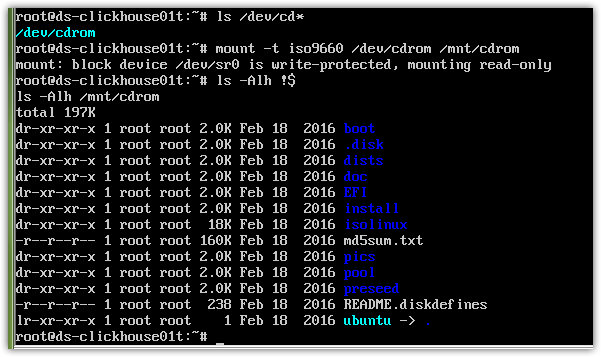 root@ds-clickhouse01t:~# ls /dev/cd*
/dev/cdrom
root@ds-clickhouse01t:~# mount -t iso9660 /dev/cdrom /mnt/cdrom
mount: block device /dev/sr0 is write-protected, mounting read-only
root@ds-clickhouse01t:~# ls -Alh !$
ls -Alh /mnt/cdrom
total 197K
dr-xr-xr-x 1 root root 2.0K Feb 18  2016 boot
dr-xr-xr-x 1 root root 2.0K Feb 18  2016 .disk
dr-xr-xr-x 1 root root 2.0K Feb 18  2016 dists
dr-xr-xr-x 1 root root 2.0K Feb 18  2016 doc
dr-xr-xr-x 1 root root 2.0K Feb 18  2016 EFI
dr-xr-xr-x 1 root root 2.0K Feb 18  2016 install
dr-xr-xr-x 1 root root  18K Feb 18  2016 isolinux
-r--r--r-- 1 root root 160K Feb 18  2016 md5sum.txt
dr-xr-xr-x 1 root root 2.0K Feb 18  2016 pics
dr-xr-xr-x 1 root root 2.0K Feb 18  2016 pool
dr-xr-xr-x 1 root root 2.0K Feb 18  2016 preseed
-r--r--r-- 1 root root  238 Feb 18  2016 README.diskdefines
lr-xr-xr-x 1 root root    1 Feb 18  2016 ubuntu -> .
root@ds-clickhouse01t:~# _